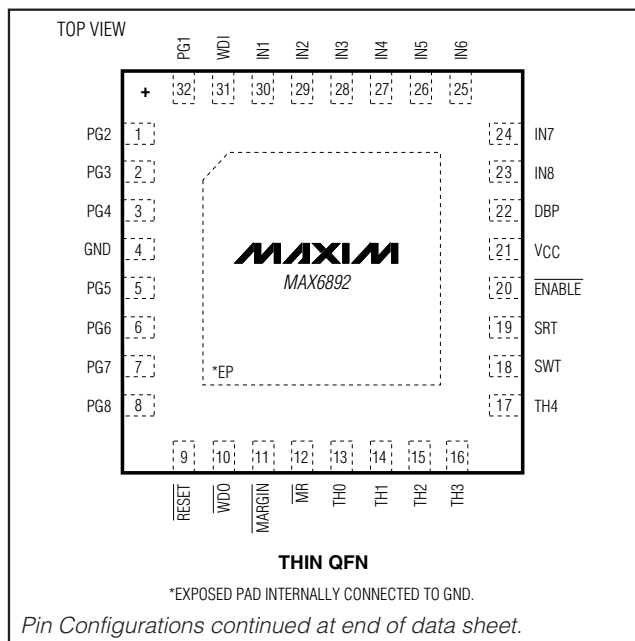 TOP VIEW
PG1 WDI IN1 IN2 IN3 IN4 IN5 IN6
+ 32 31 30 29 28 27 26 25
PG2 1 24 IN7
PG3 2 23 IN8
PG4 3 22 DBP
GND 4 21 VCC
MAXIM
MAX6892
PG5 5 20 ENABLE
PG6 6 19 SRT
PG7 7 18 SWT
*EP
PG8 8 17 TH4
9 10 11 12 13 14 15 16
RESET WDO MARGIN MR TH0 TH1 TH2 TH3
THIN QFN
*EXPOSED PAD INTERNALLY CONNECTED TO GND.
Pin Configurations continued at end of data sheet.